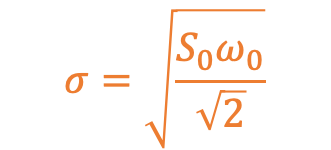 σ = √(S₀ω₀/√2)